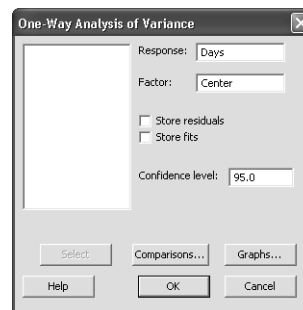 One-Way Analysis of Variance
Response: Days
Factor: Center
Store residuals
Store fits
Confidence level: 95.0
Select Comparisons... Graphs...
Help OK Cancel